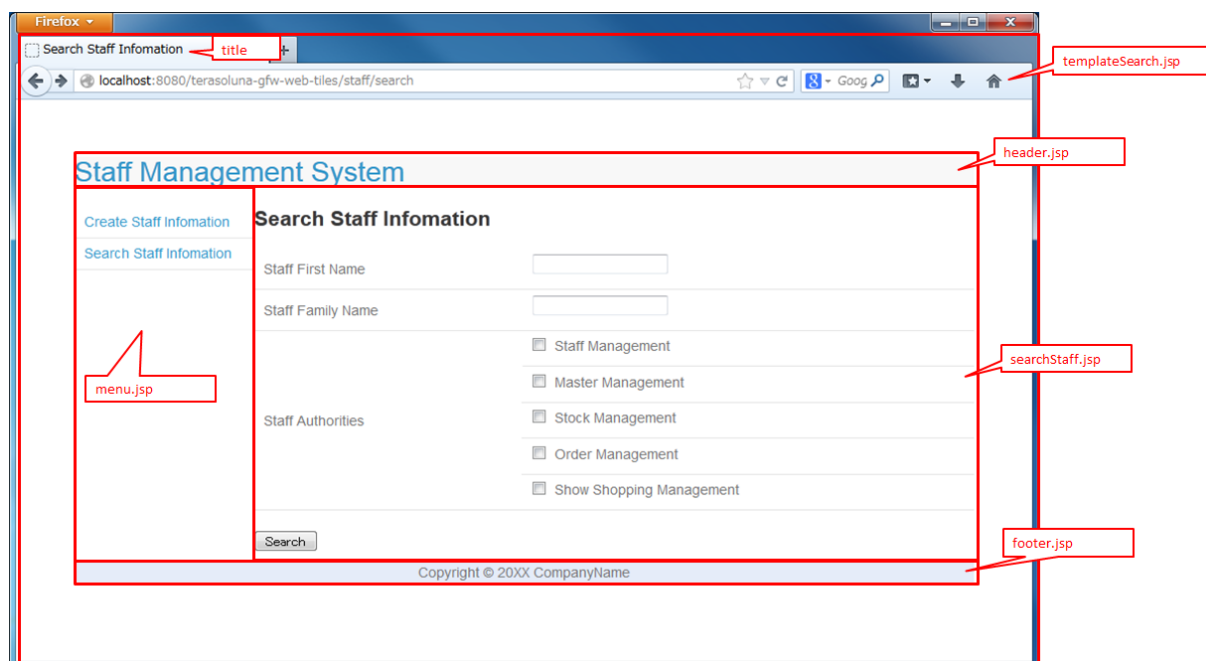 Firefox
Search Staff Infomation
title
+
templateSearch.jsp
localhost:8080/terasoluna-gfw-web-tiles/staff/search
8
Goog
header.jsp
Staff Management System
Create Staff Infomation
Search Staff Infomation
Search Staff Infomation
Staff First Name
Staff Family Name
menu.jsp
Staff Authorities
Staff Management
Master Management
Stock Management
Order Management
Show Shopping Management
searchStaff.jsp
Search
footer.jsp
Copyright © 20XX CompanyName